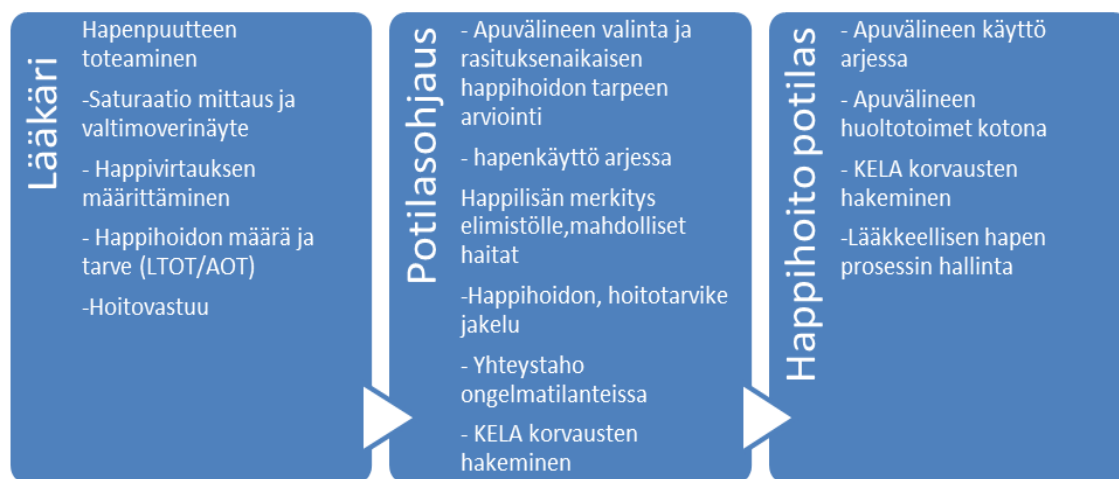 Lääkäri
Hapenpuutteen
toteaminen
-Saturaatio mittaus ja
valtimoverinäyte
- Happivirtauksen
määrittäminen
- Happihoidon määrä ja
tarve (LTOT/AOT)
-Hoitovastuu
Potilasohjaus
- Apuvälineen valinta ja
rasituksenaikaisen
happihoidon tarpeen
arviointi
- hapenkäyttö arjessa
Happilisän merkitys
elimistölle,mahdolliset
haitat
-Happihoidon, hoitotarvike
jakelu
- Yhteystaho
ongelmatilanteissa
- KELA korvausten
hakeminen
Happihoito potilas
- Apuvälineen käyttö
arjessa
- Apuvälineen
huoltotoimet kotona
- KELA korvausten
hakeminen
-Lääkkeellisen hapen
prosessin hallinta